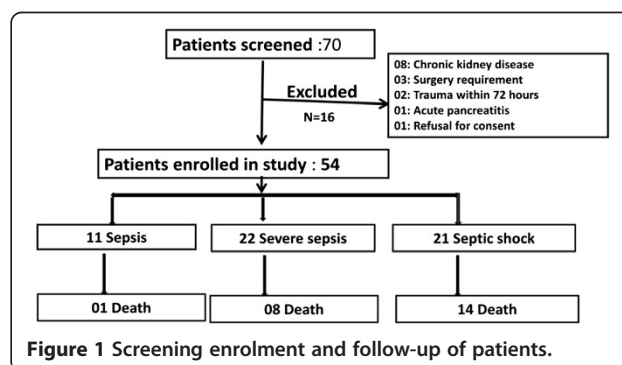 Patients screened :70
Excluded
N=16
08: Chronic kidney disease
03: Surgery requirement
02: Trauma within 72 hours
01: Acute pancreatitis
01: Refusal for consent
Patients enrolled in study : 54
11 Sepsis
22 Severe sepsis
21 Septic shock
01 Death
08 Death
14 Death
Figure 1 Screening enrolment and follow-up of patients.